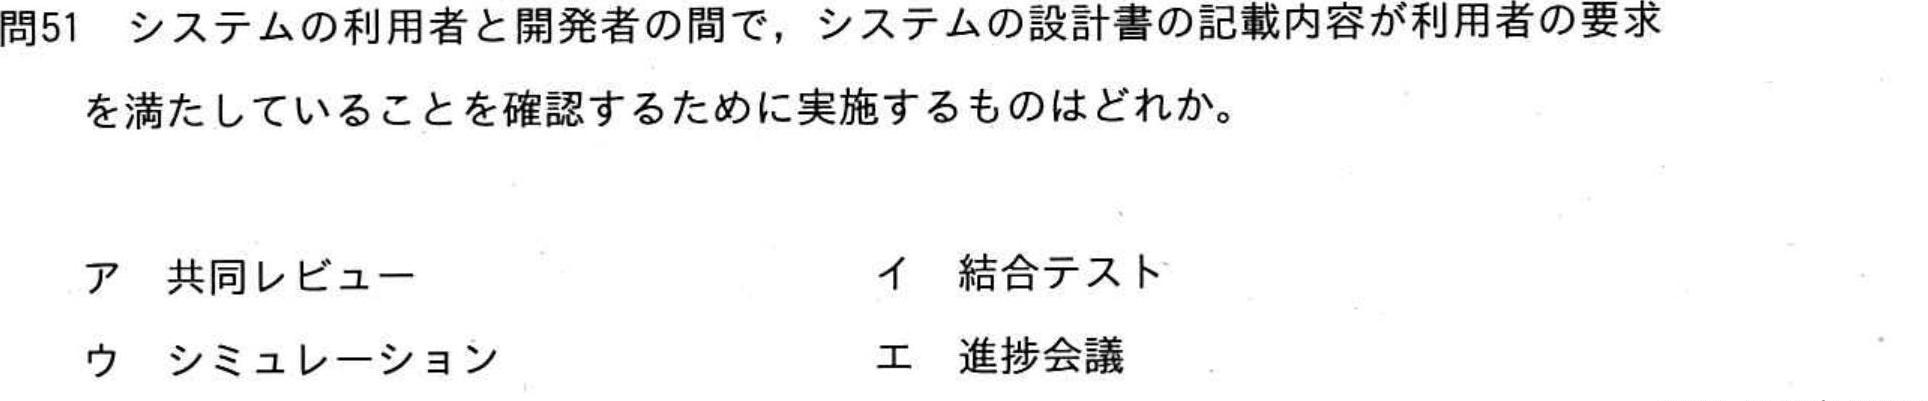 問51　システムの利用者と開発者の間で，システムの設計書の記載内容が利用者の要求
を満たしていることを確認するために実施するものはどれか。
ア　共同レビュー　イ　結合テスト
ウ　シミュレーション　エ　進捗会議